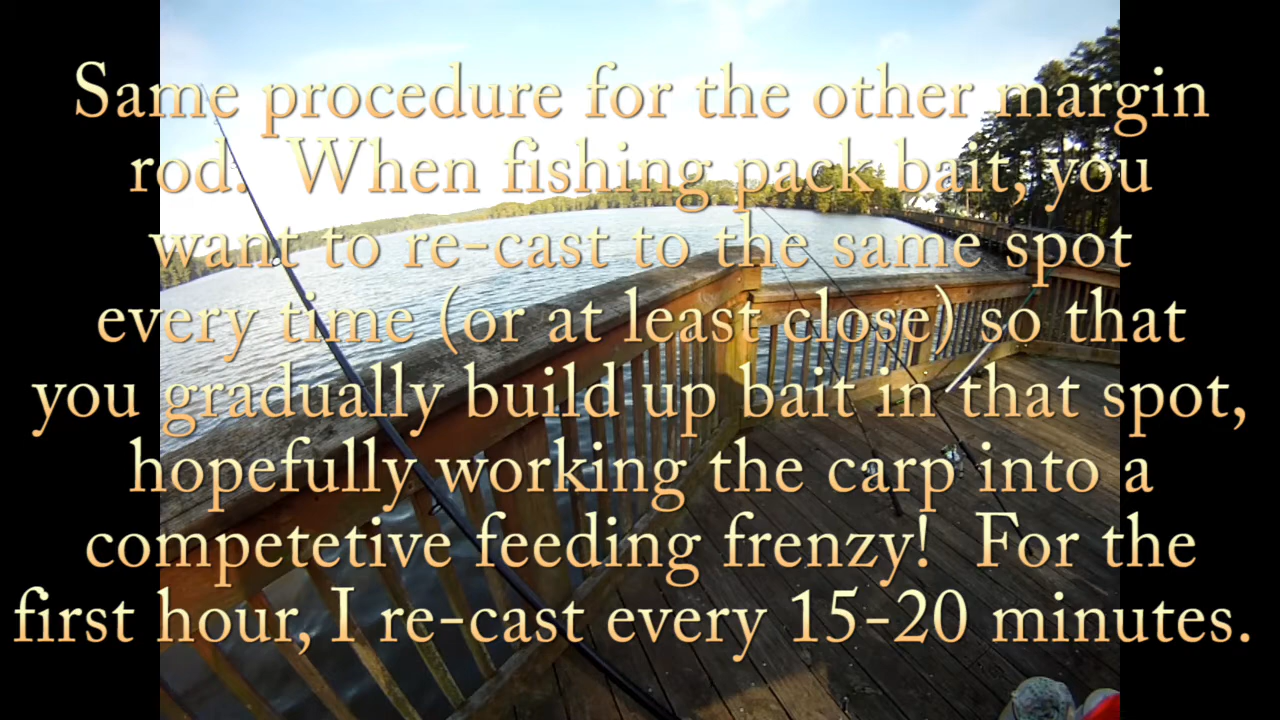 Same procedure for the other margin
rod.  When fishing pack bait, you
want to re-cast to the same spot
every time (or at least close) so that
you gradually build up bait in that spot,
hopefully working the carp into a
competetive feeding frenzy!  For the
first hour, I re-cast every 15-20 minutes.